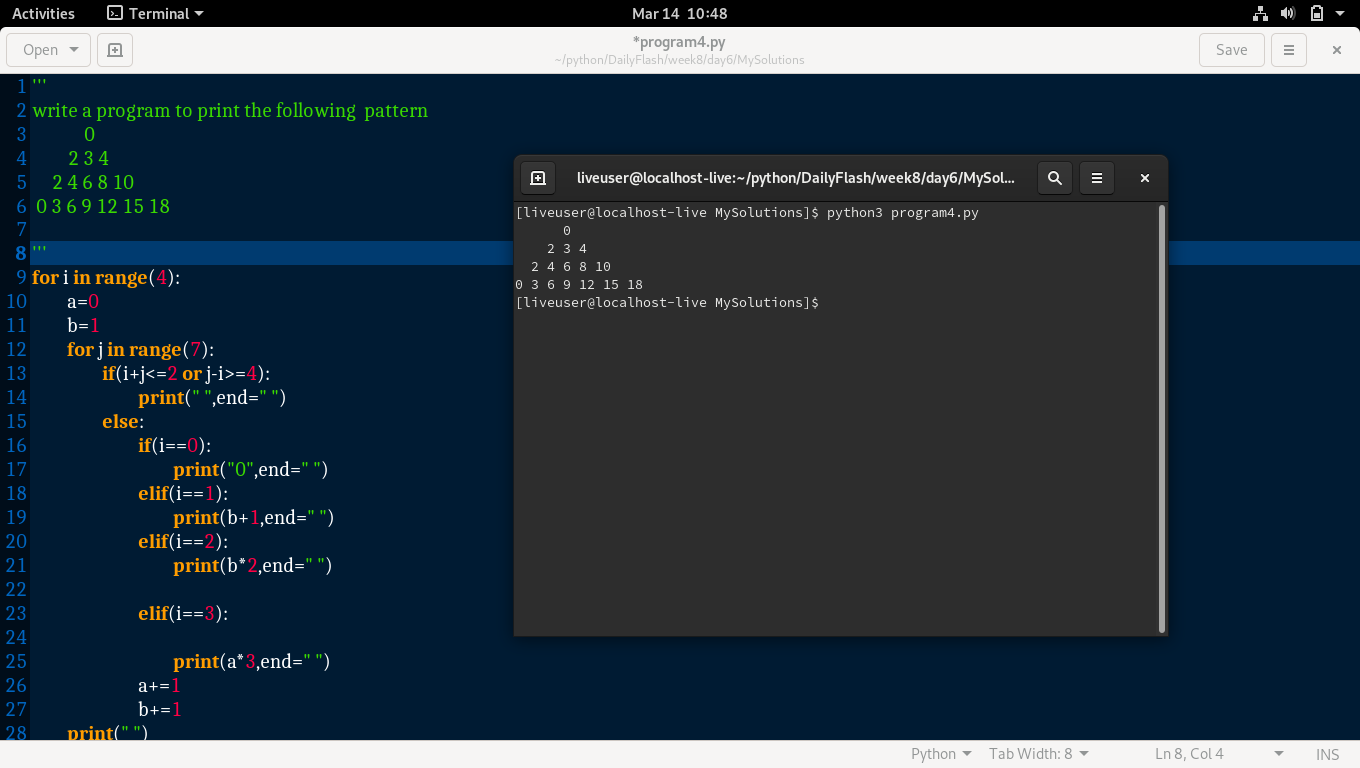 Activities Terminal Mar 14 10:48
Open *program4.py Save
~/python/DailyFlash/week8/day6/MySolutions
1 '''
2 write a program to print the following  pattern
3 0
4 2 3 4
5 2 4 6 8 10
6 0 3 6 9 12 15 18
7
8 '''
9 for i in range(4):
10 a=0
11 b=1
12 for j in range(7):
13 if(i+j<=2 or j-i>=4):
14 print(" ",end=" ")
15 else:
16 if(i==0):
17 print("0",end=" ")
18 elif(i==1):
19 print(b+1,end=" ")
20 elif(i==2):
21 print(b*2,end=" ")
22
23 elif(i==3):
24
25 print(a*3,end=" ")
26 a+=1
27 b+=1
28 print(" ")
liveuser@localhost-live:~/python/DailyFlash/week8/day6/MySol...
[liveuser@localhost-live MySolutions]$ python3 program4.py
0
2 3 4
2 4 6 8 10
0 3 6 9 12 15 18
[liveuser@localhost-live MySolutions]$
Python Tab Width: 8 Ln 8, Col 4 INS